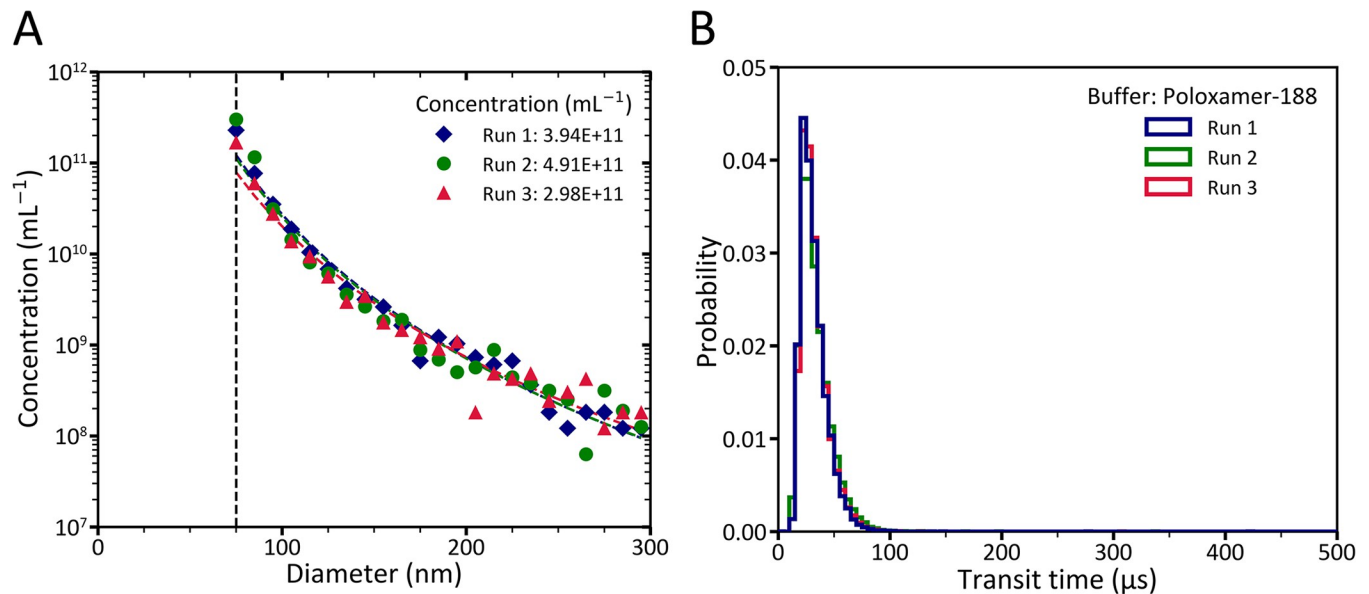 A
Concentration (mL⁻¹)
10¹²
10¹¹
10¹⁰
10⁹
10⁸
10⁷
Concentration (mL⁻¹)
Run 1: 3.94E+11
Run 2: 4.91E+11
Run 3: 2.98E+11
0
100
200
300
Diameter (nm)
B
Probability
0.05
0.04
0.03
0.02
0.01
0.00
Buffer: Poloxamer-188
Run 1
Run 2
Run 3
0
100
200
300
400
500
Transit time (μs)